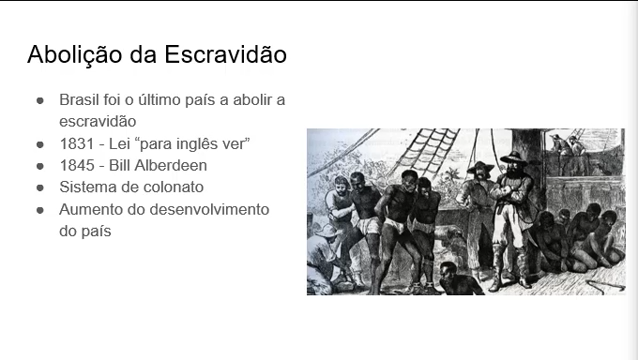 Abolição da Escravidão
● Brasil foi o último país a abolir a
escravidão
● 1831 - Lei “para inglês ver”
● 1845 - Bill Alberdeen
● Sistema de colonato
● Aumento do desenvolvimento
do país